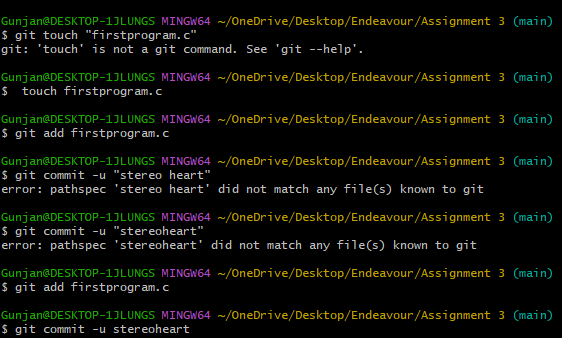 Gunjan@DESKTOP-1JLUNGS MINGW64 ~/OneDrive/Desktop/Endeavour/Assignment 3 (main)
$ git touch "firstprogram.c"
git: 'touch' is not a git command. See 'git --help'.
Gunjan@DESKTOP-1JLUNGS MINGW64 ~/OneDrive/Desktop/Endeavour/Assignment 3 (main)
$  touch firstprogram.c
Gunjan@DESKTOP-1JLUNGS MINGW64 ~/OneDrive/Desktop/Endeavour/Assignment 3 (main)
$ git add firstprogram.c
Gunjan@DESKTOP-1JLUNGS MINGW64 ~/OneDrive/Desktop/Endeavour/Assignment 3 (main)
$ git commit -u "stereo heart"
error: pathspec 'stereo heart' did not match any file(s) known to git
Gunjan@DESKTOP-1JLUNGS MINGW64 ~/OneDrive/Desktop/Endeavour/Assignment 3 (main)
$ git commit -u "stereoheart"
error: pathspec 'stereoheart' did not match any file(s) known to git
Gunjan@DESKTOP-1JLUNGS MINGW64 ~/OneDrive/Desktop/Endeavour/Assignment 3 (main)
$ git add firstprogram.c
Gunjan@DESKTOP-1JLUNGS MINGW64 ~/OneDrive/Desktop/Endeavour/Assignment 3 (main)
$ git commit -u stereoheart